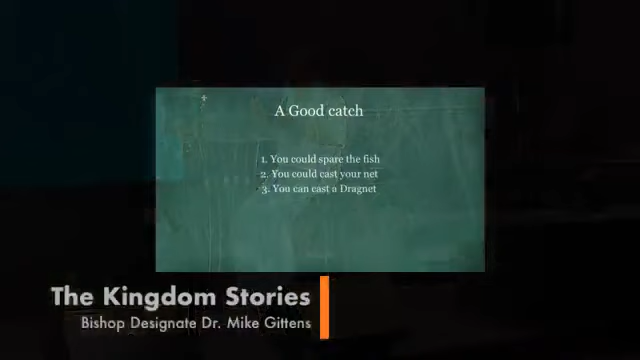 A Good catch
1. You could spare the fish
2. You could cast your net
3. You can cast a Dragnet
The Kingdom Stories
Bishop Designate Dr. Mike Gittens